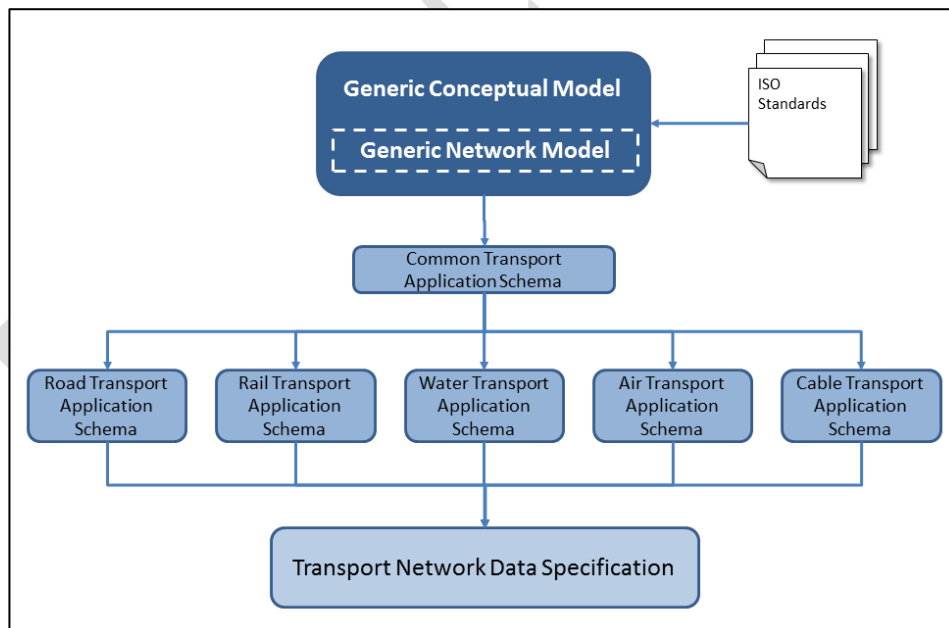 Generic Conceptual Model
Generic Network Model
ISO
Standards
Common Transport
Application Schema
Road Transport
Application
Schema
Rail Transport
Application
Schema
Water Transport
Application
Schema
Air Transport
Application
Schema
Cable Transport
Application
Schema
Transport Network Data Specification